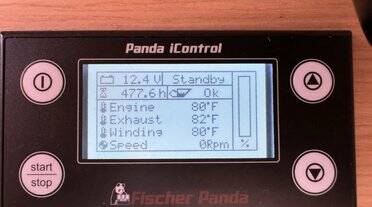 Panda iControl
12.4 V Standby
477.6 h Ok
Engine 80°F
Exhaust 82°F
Winding 80°F
Speed 0Rpm %
start
stop
Fischer Panda